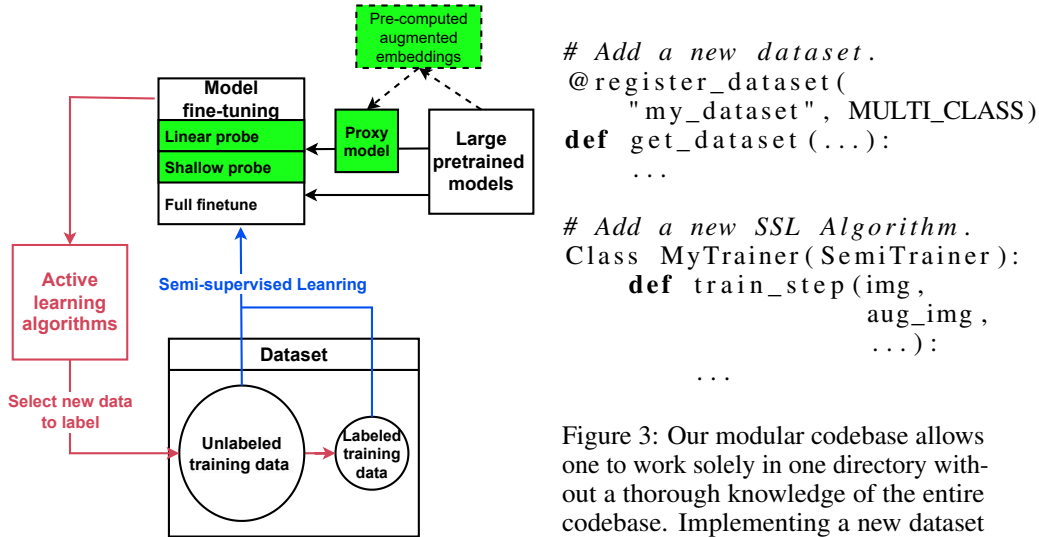 Pre-computed
augmented
embeddings
Model
fine-tuning
Linear probe
Shallow probe
Full finetune
Proxy
model
Large
pretrained
models
Active
learning
algorithms
Semi-supervised Leanring
Select new data
to label
Dataset
Unlabeled
training data
Labeled
training
data
# Add a new dataset.
@register_dataset(
"my_dataset", MULTI_CLASS)
def get_dataset(...):
...
# Add a new SSL Algorithm.
Class MyTrainer(SemiTrainer):
def train_step(img,
aug_img,
...):
...
Figure 3: Our modular codebase allows
one to work solely in one directory with-
out a thorough knowledge of the entire
codebase. Implementing a new dataset